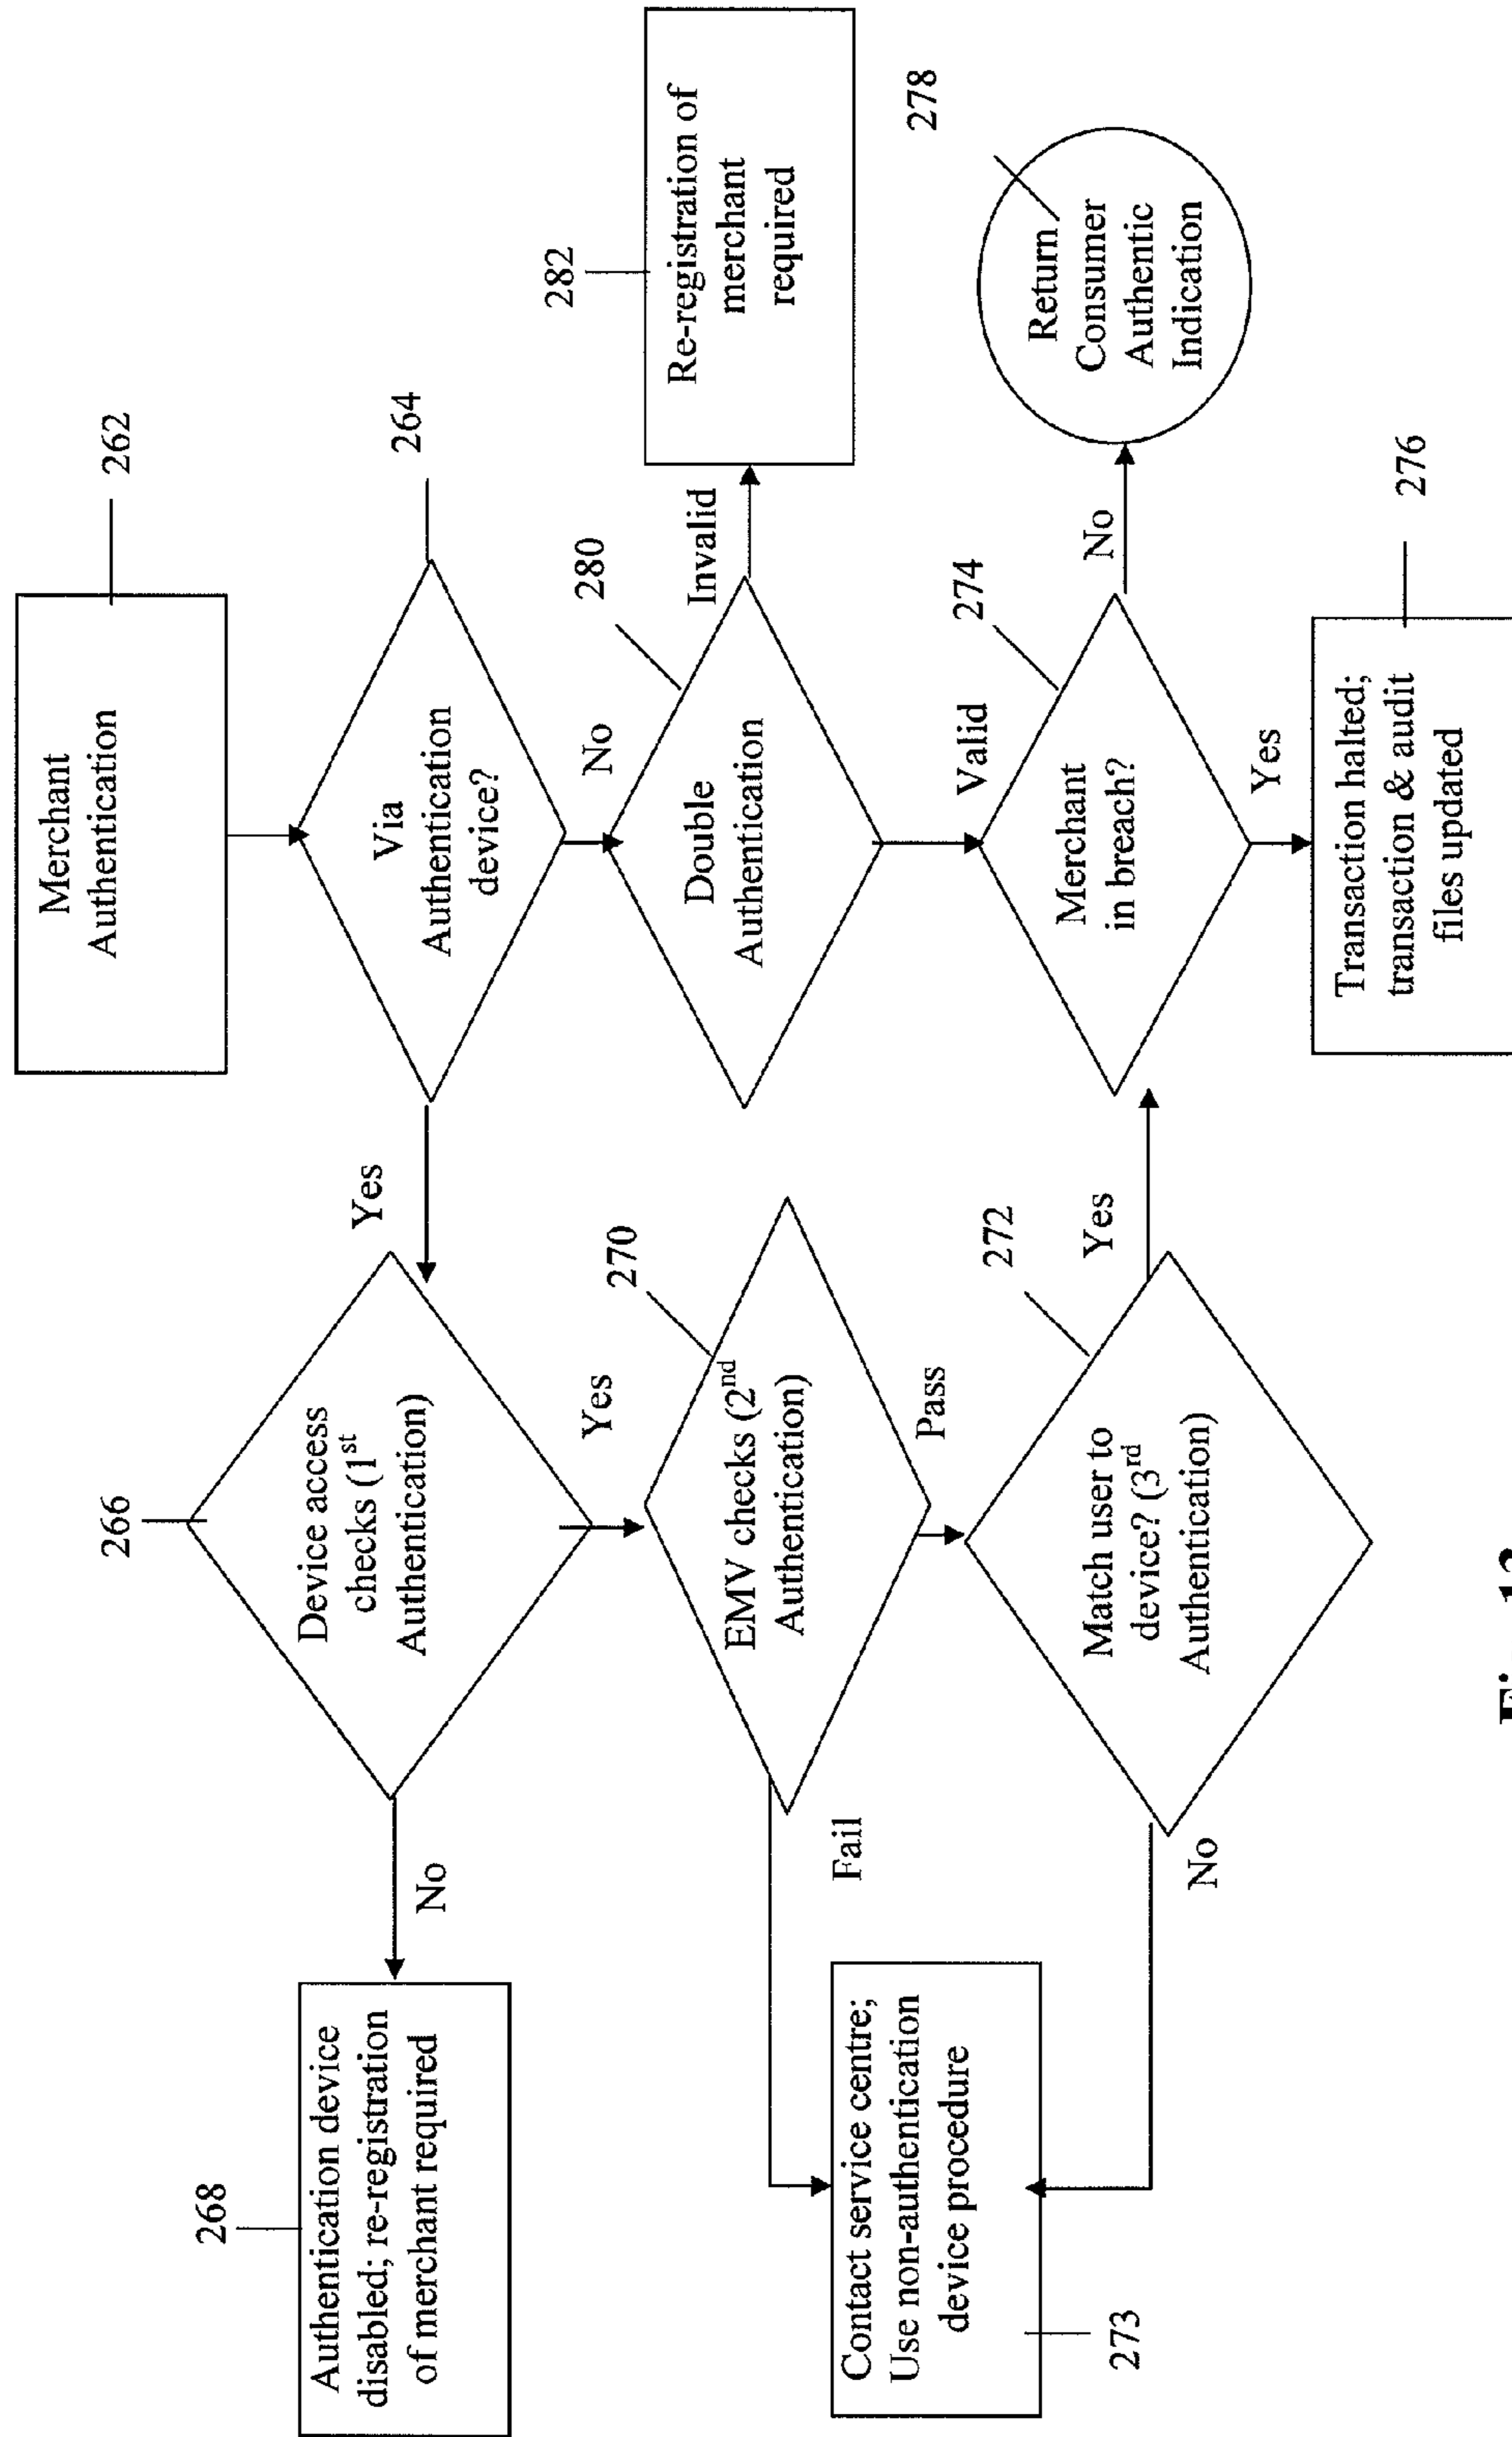 Merchant
Authentication
262
Via
Authentication
device?
264
Yes
No
266
Device access
checks (1st
Authentication)
No
Yes
268
Authentication device
disabled; re-registration
of merchant required
280
Double
Authentication
Invalid
Valid
282
Re-registration of
merchant
required
270
EMV checks (2nd
Authentication)
Fail
Pass
272
Match user to
device? (3rd
Authentication)
Yes
No
Contact service centre;
Use non-authentication
device procedure
273
274
Merchant
in breach?
No
Yes
278
Return
Consumer
Authentic
Indication
276
Transaction halted;
transaction & audit
files updated